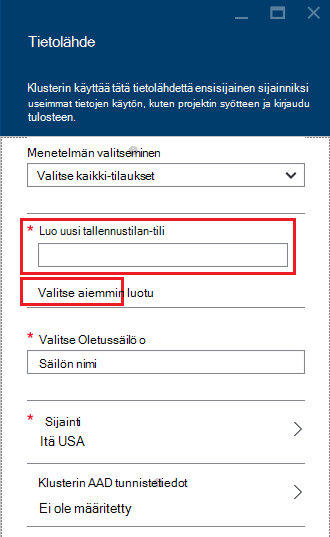 Tietolähde
Klusterin käyttää tätä tietolähdettä ensisijainen sijainniksi
useimmat tietojen käytön, kuten projektin syötteen ja kirjaudu
tulosteen.
Menetelmän valitseminen
Valitse kaikki-tilaukset
* Luo uusi tallennustilan-tili
Valitse aiemmin luotu
* Valitse Oletussäilö o
Säilön nimi
* Sijainti
Itä USA
Klusterin AAD tunnistetiedot
Ei ole määritetty